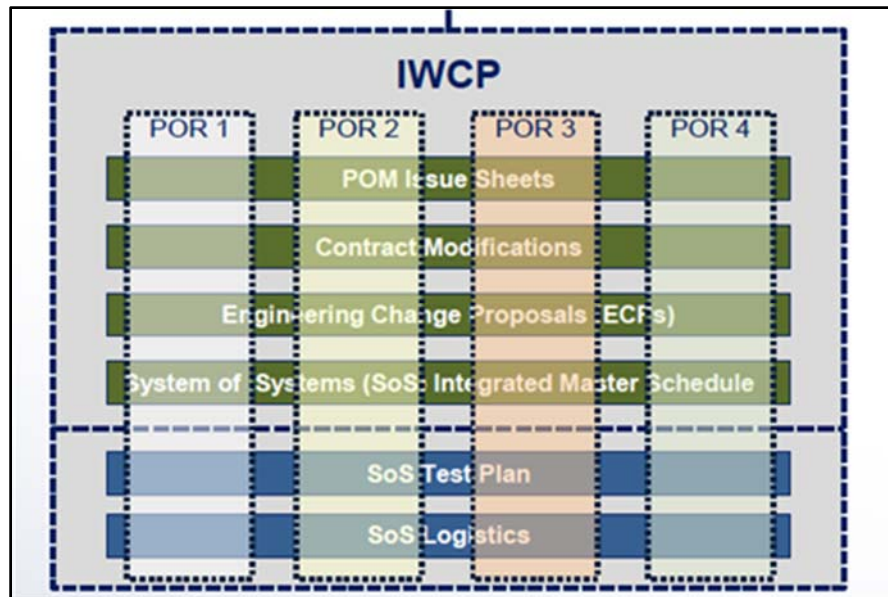 IWCP
POR 1 POR 2 POR 3 POR 4
POM Issue Sheets
Contract Modifications
Engineering Change Proposals (ECPs)
System of Systems (SoS) Integrated Master Schedule
SoS Test Plan
SoS Logistics